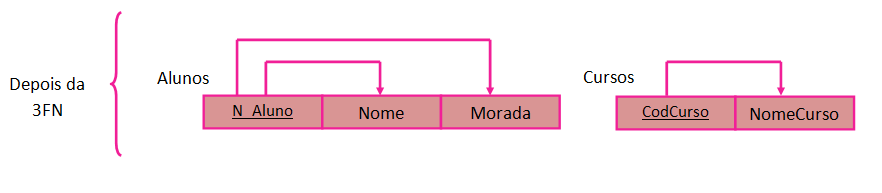 Depois da
3FN
Alunos
N_Aluno
Nome
Morada
Cursos
CodCurso
NomeCurso